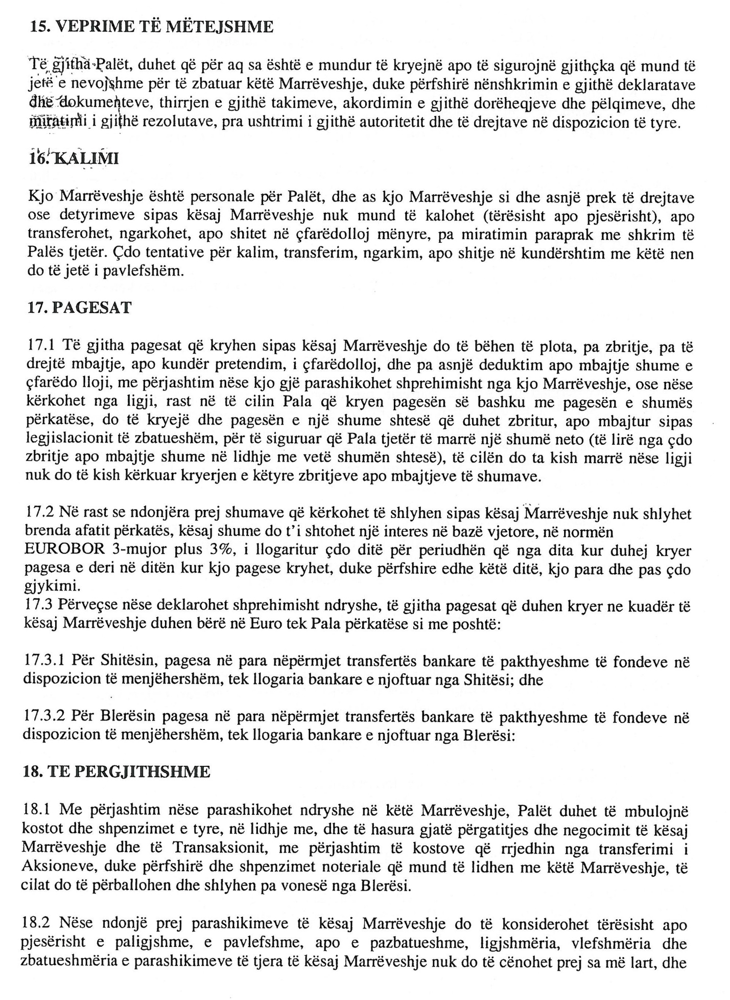 15. VEPRIME TË MËTEJSHME
Të gjitha Palët, duhet që për aq sa është e mundur të kryejnë apo të sigurojnë gjithçka që mund të
jetë e nevojshme për të zbatuar këtë Marrëveshje, duke përfshirë nënshkrimin e gjithë deklaratave
dhe dokumenteve, thirrjen e gjithë takimeve, akordimin e gjithë dorëheqjeve dhe pëlqimeve, dhe
miratimi i gjithë rezolutave, pra ushtrimi i gjithë autoritetit dhe të drejtave në dispozicion të tyre.
16. KALIMI
Kjo Marrëveshje është personale për Palët, dhe as kjo Marrëveshje si dhe asnjë prek të drejtave
ose detyrimeve sipas kësaj Marrëveshje nuk mund të kalohet (tërësisht apo pjesërisht), apo
transferohet, ngarkohet, apo shitet në çfarëdolloj mënyre, pa miratimin paraprak me shkrim të
Palës tjetër. Çdo tentative për kalim, transferim, ngarkim, apo shitje në kundërshtim me këtë nen
do të jetë i pavlefshëm.
17. PAGESAT
17.1 Të gjitha pagesat që kryhen sipas kësaj Marrëveshje do të bëhen të plota, pa zbritje, pa të
drejtë mbajtje, apo kundër pretendim, i çfarëdolloj, dhe pa asnjë deduktim apo mbajtje shume e
çfarëdo lloji, me përjashtim nëse kjo gjë parashikohet shprehimisht nga kjo Marrëveshje, ose nëse
kërkohet nga ligji, rast në të cilin Pala që kryen pagesën së bashku me pagesën e shumës
përkatëse, do të kryejë dhe pagesën e një shume shtesë që duhet zbritur, apo mbajtur sipas
legjislacionit të zbatueshëm, për të siguruar që Pala tjetër të marrë një shumë neto (të lirë nga çdo
zbritje apo mbajtje shume në lidhje me vetë shumën shtesë), të cilën do ta kish marrë nëse ligji
nuk do të kish kërkuar kryerjen e këtyre zbritjeve apo mbajtjeve të shumave.
17.2 Në rast se ndonjëra prej shumave që kërkohet të shlyhen sipas kësaj Marrëveshje nuk shlyhet
brenda afatit përkatës, kësaj shume do t'i shtohet një interes në bazë vjetore, në normën
EUROBOR 3-mujor plus 3%, i llogaritur çdo ditë për periudhën që nga dita kur duhej kryer
pagesa e deri në ditën kur kjo pagese kryhet, duke përfshire edhe këtë ditë, kjo para dhe pas çdo
gjykimi.
17.3 Përveçse nëse deklarohet shprehimisht ndryshe, të gjitha pagesat që duhen kryer ne kuadër të
kësaj Marrëveshje duhen bërë në Euro tek Pala përkatëse si me poshtë:
17.3.1 Për Shitësin, pagesa në para nëpërmjet transfertës bankare të pakthyeshme të fondeve në
dispozicion të menjëhershëm, tek llogaria bankare e njoftuar nga Shitësi; dhe
17.3.2 Për Blerësin pagesa në para nëpërmjet transfertës bankare të pakthyeshme të fondeve në
dispozicion të menjëhershëm, tek llogaria bankare e njoftuar nga Blerësi:
18. TE PERGJITHSHME
18.1 Me përjashtim nëse parashikohet ndryshe në këtë Marrëveshje, Palët duhet të mbulojnë
kostot dhe shpenzimet e tyre, në lidhje me, dhe të hasura gjatë përgatitjes dhe negocimit të kësaj
Marrëveshje dhe të Transaksionit, me përjashtim të kostove që rrjedhin nga transferimi i
Aksioneve, duke përfshirë dhe shpenzimet noteriale që mund të lidhen me këtë Marrëveshje, të
cilat do të përballohen dhe shlyhen pa vonesë nga Blerësi.
18.2 Nëse ndonjë prej parashikimeve të kësaj Marrëveshje do të konsiderohet tërësisht apo
pjesërisht e paligjshme, e pavlefshme, apo e pazbatueshme, ligjshmëria, vlefshmëria dhe
zbatueshmëria e parashikimeve të tjera të kësaj Marrëveshje nuk do të cënohet prej sa më lart, dhe